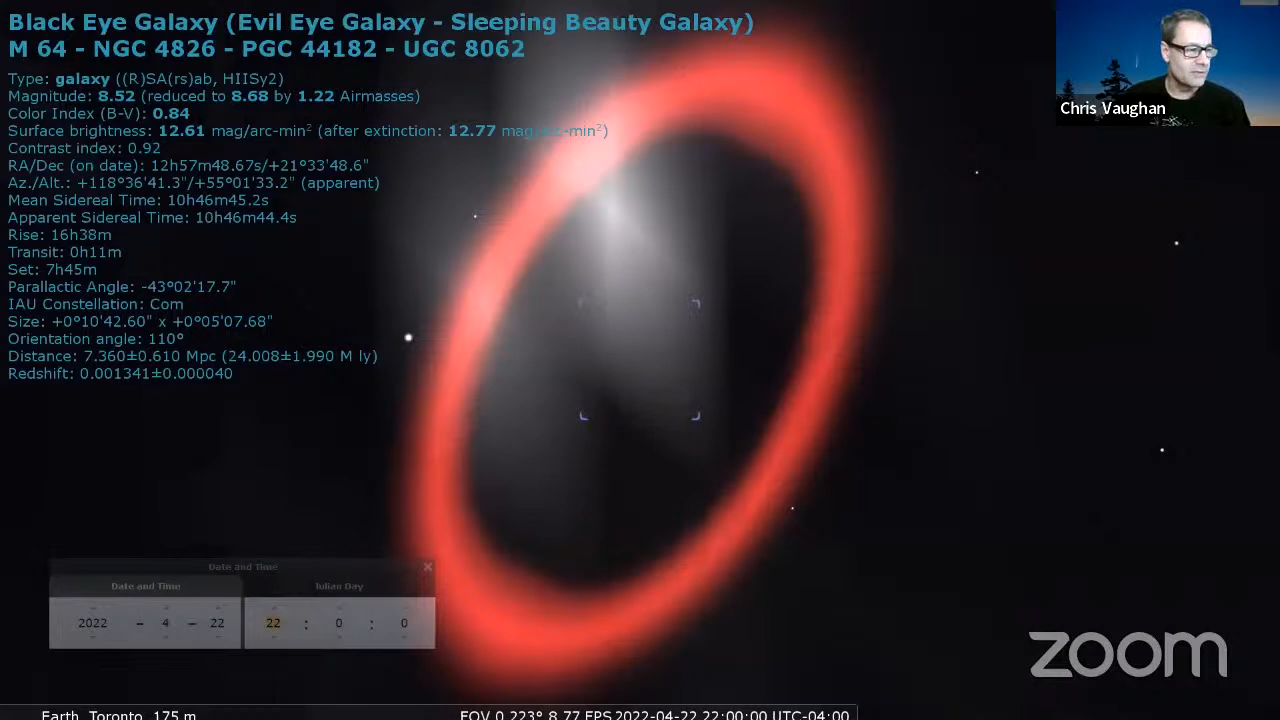 Black Eye Galaxy (Evil Eye Galaxy - Sleeping Beauty Galaxy)
M 64 - NGC 4826 - PGC 44182 - UGC 8062
Type: galaxy ((R)SA(rs)ab, HIISy2)
Magnitude: 8.52 (reduced to 8.68 by 1.22 Airmasses)
Color Index (B-V): 0.84
Surface brightness: 12.61 mag/arc-min² (after extinction: 12.77 mag/arc-min²)
Contrast index: 0.92
RA/Dec (on date): 12h57m48.67s/+21°33'48.6"
Az./Alt.: +118°36'41.3"/+55°01'33.2" (apparent)
Mean Sidereal Time: 10h46m45.2s
Apparent Sidereal Time: 10h46m44.4s
Rise: 16h38m
Transit: 0h11m
Set: 7h45m
Parallactic Angle: -43°02'17.7"
IAU Constellation: Com
Size: +0°10'42.60" x +0°05'07.68"
Orientation angle: 110°
Distance: 7.360±0.610 Mpc (24.008±1.990 M ly)
Redshift: 0.001341±0.000040
Chris Vaughan
Date and Time
Date and Time Julian Day
2022 - 4 - 22 22 : 0 : 0
zoom
Earth, Toronto, 175 m FOV 0.223° 8.77 FPS 2022-04-22 22:00:00 UTC-04:00